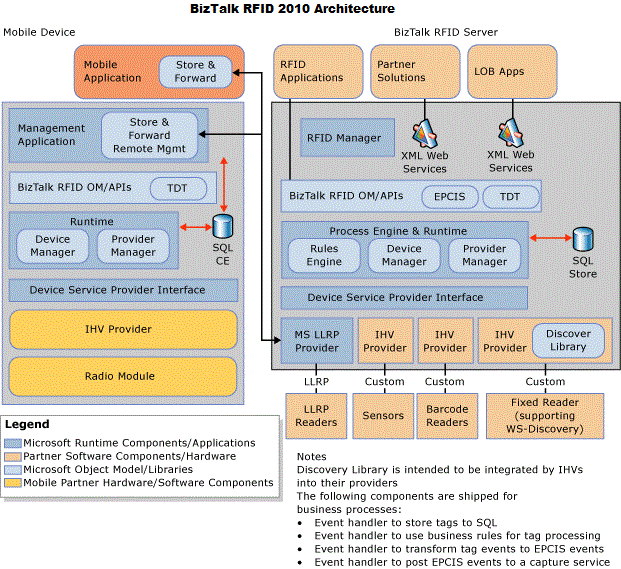 BizTalk RFID 2010 Architecture
Mobile Device
BizTalk RFID Server
Mobile
Application
Store &
Forward
RFID
Applications
Partner
Solutions
LOB Apps
Management
Application
Store &
Forward
Remote Mgmt
RFID Manager
XML Web
Services
XML Web
Services
BizTalk RFID OM/APIs
TDT
BizTalk RFID OM/APIs
EPCIS
TDT
Runtime
Device
Manager
Provider
Manager
SQL
CE
Process Engine & Runtime
Rules
Engine
Device
Manager
Provider
Manager
SQL
Store
Device Service Provider Interface
Device Service Provider Interface
IHV Provider
Radio Module
MS LLRP
Provider
IHV
Provider
IHV
Provider
IHV
Provider
Discover
Library
LLRP
Custom
Custom
Custom
LLRP
Readers
Sensors
Barcode
Readers
Fixed Reader
(supporting
WS-Discovery)
Legend
Microsoft Runtime Components/Applications
Partner Software Components/Hardware
Microsoft Object Model/Libraries
Mobile Partner Hardware/Software Components
Notes
Discovery Library is intended to be integrated by IHVs
into their providers
The following components are shipped for
business processes:
• Event handler to store tags to SQL
• Event handler to use business rules for tag processing
• Event handler to transform tag events to EPCIS events
• Event handler to post EPCIS events to a capture service